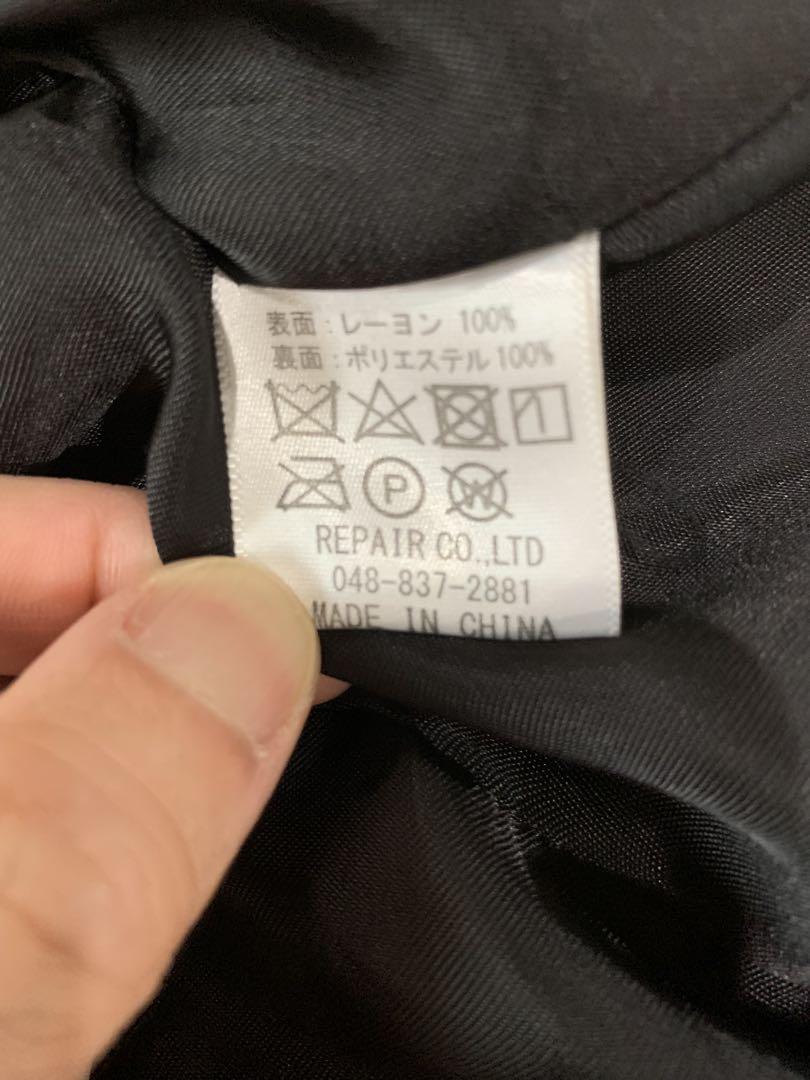 表面：レーヨン 100%
裏面：ポリエステル 100%
P
W
REPAIR CO.,LTD
048-837-2881
MADE IN CHINA